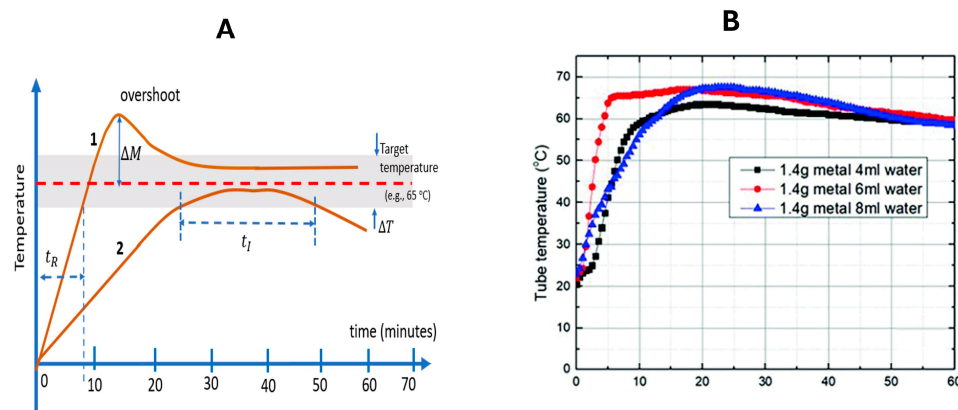 A
overshoot
1
ΔM
Target
temperature
(e.g., 65 °C)
ΔT
2
t_I
t_R
Temperature
time (minutes)
0 10 20 30 40 50 60 70
B
Tube temperature (°C)
70
60
50
40
30
20
10
0
1.4g metal 4ml water
1.4g metal 6ml water
1.4g metal 8ml water
0 10 20 30 40 50 60